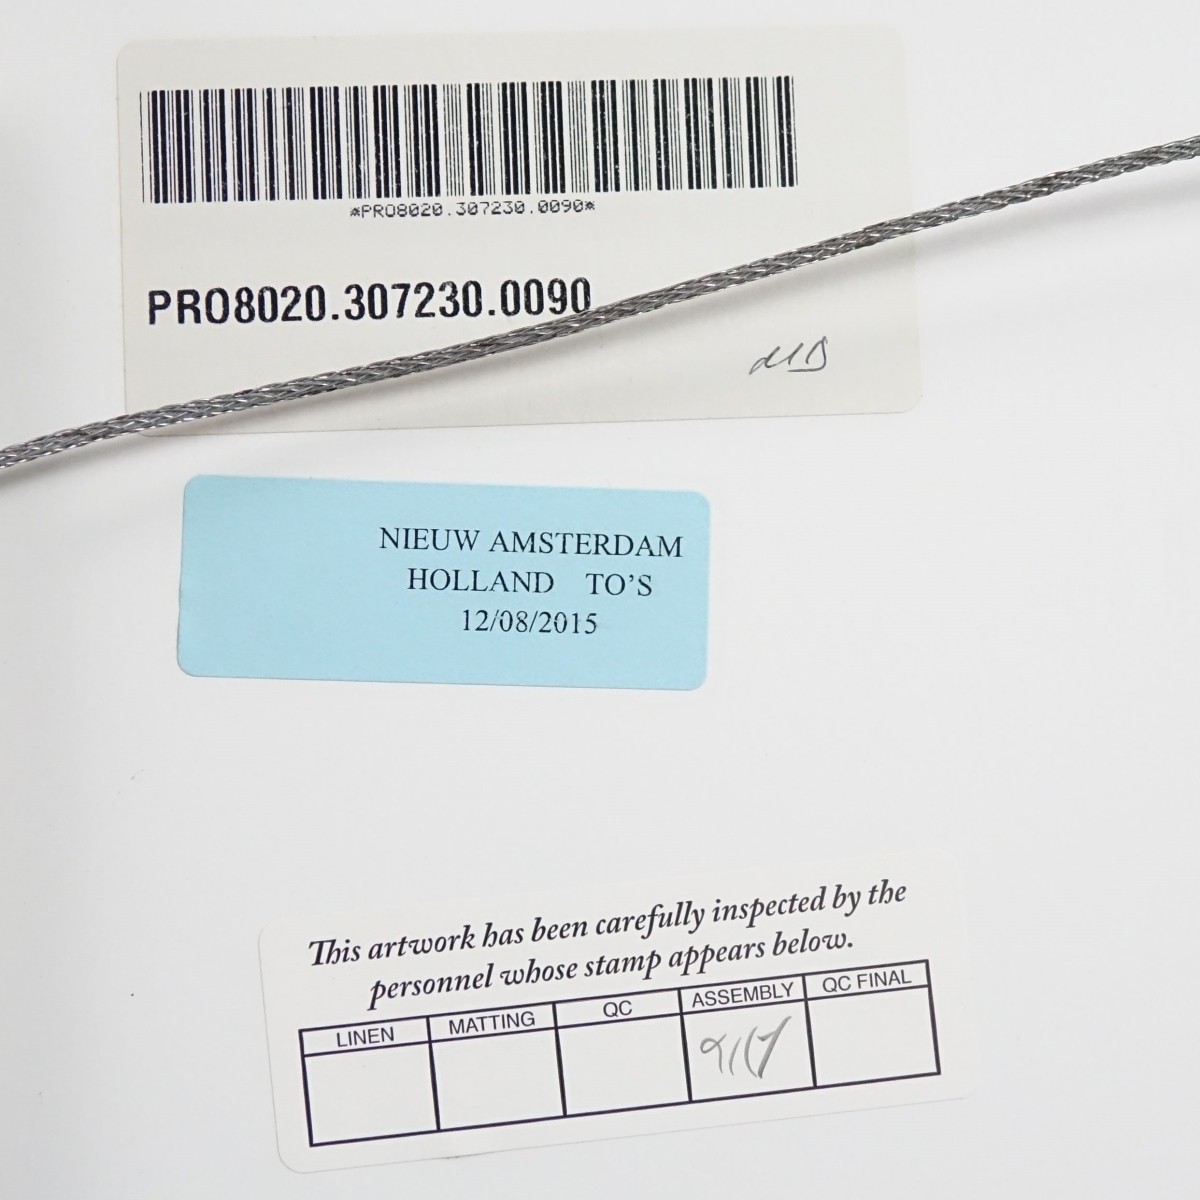 *PRO8020.307230.0090*
PRO8020.307230.0090
NIEUW AMSTERDAM
HOLLAND TO'S
12/08/2015
This artwork has been carefully inspected by the
personnel whose stamp appears below.
LINEN MATTING QC ASSEMBLY QC FINAL